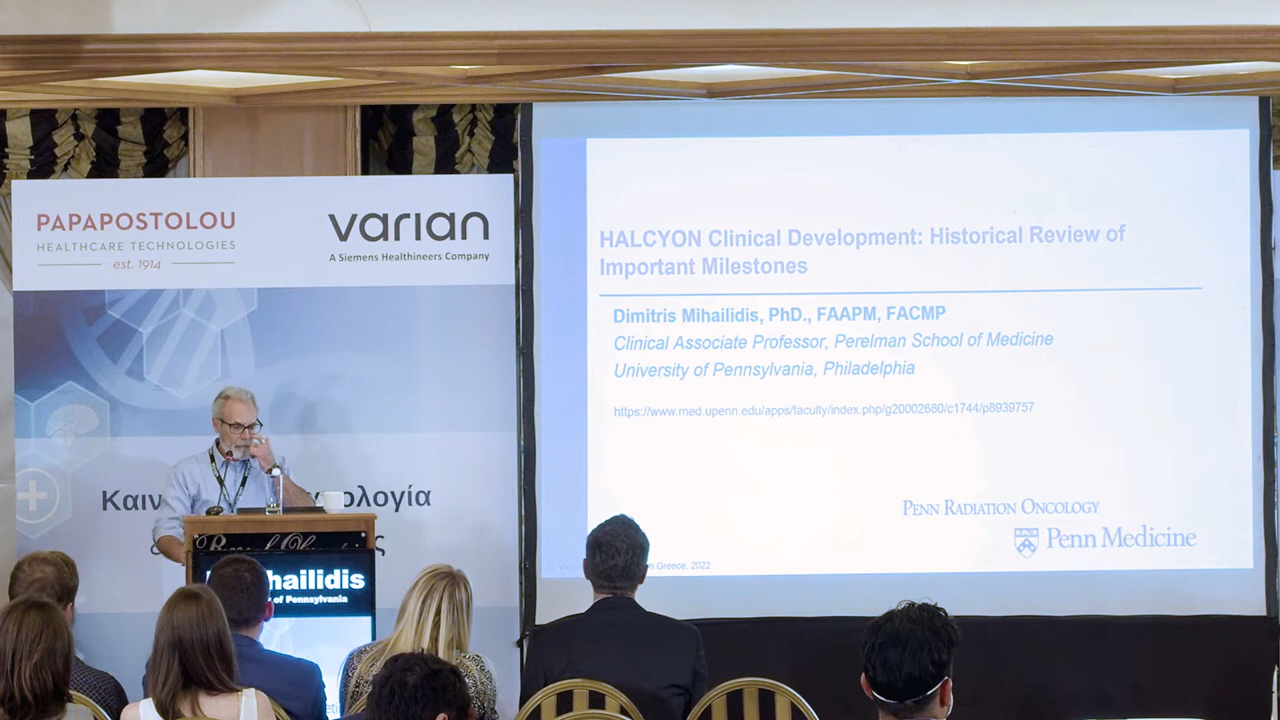 PAPAPOSTOLOU
HEALTHCARE TECHNOLOGIES
est. 1914
varian
A Siemens Healthineers Company
HALCYON Clinical Development: Historical Review of
Important Milestones
Dimitris Mihailidis, PhD., FAAPM, FACMP
Clinical Associate Professor, Perelman School of Medicine
University of Pennsylvania, Philadelphia
https://www.med.upenn.edu/apps/faculty/index.php/g20002680/c1744/p8939757
PENN RADIATION ONCOLOGY
Penn Medicine
Greece, 2022
hailidis
of Pennsylvania